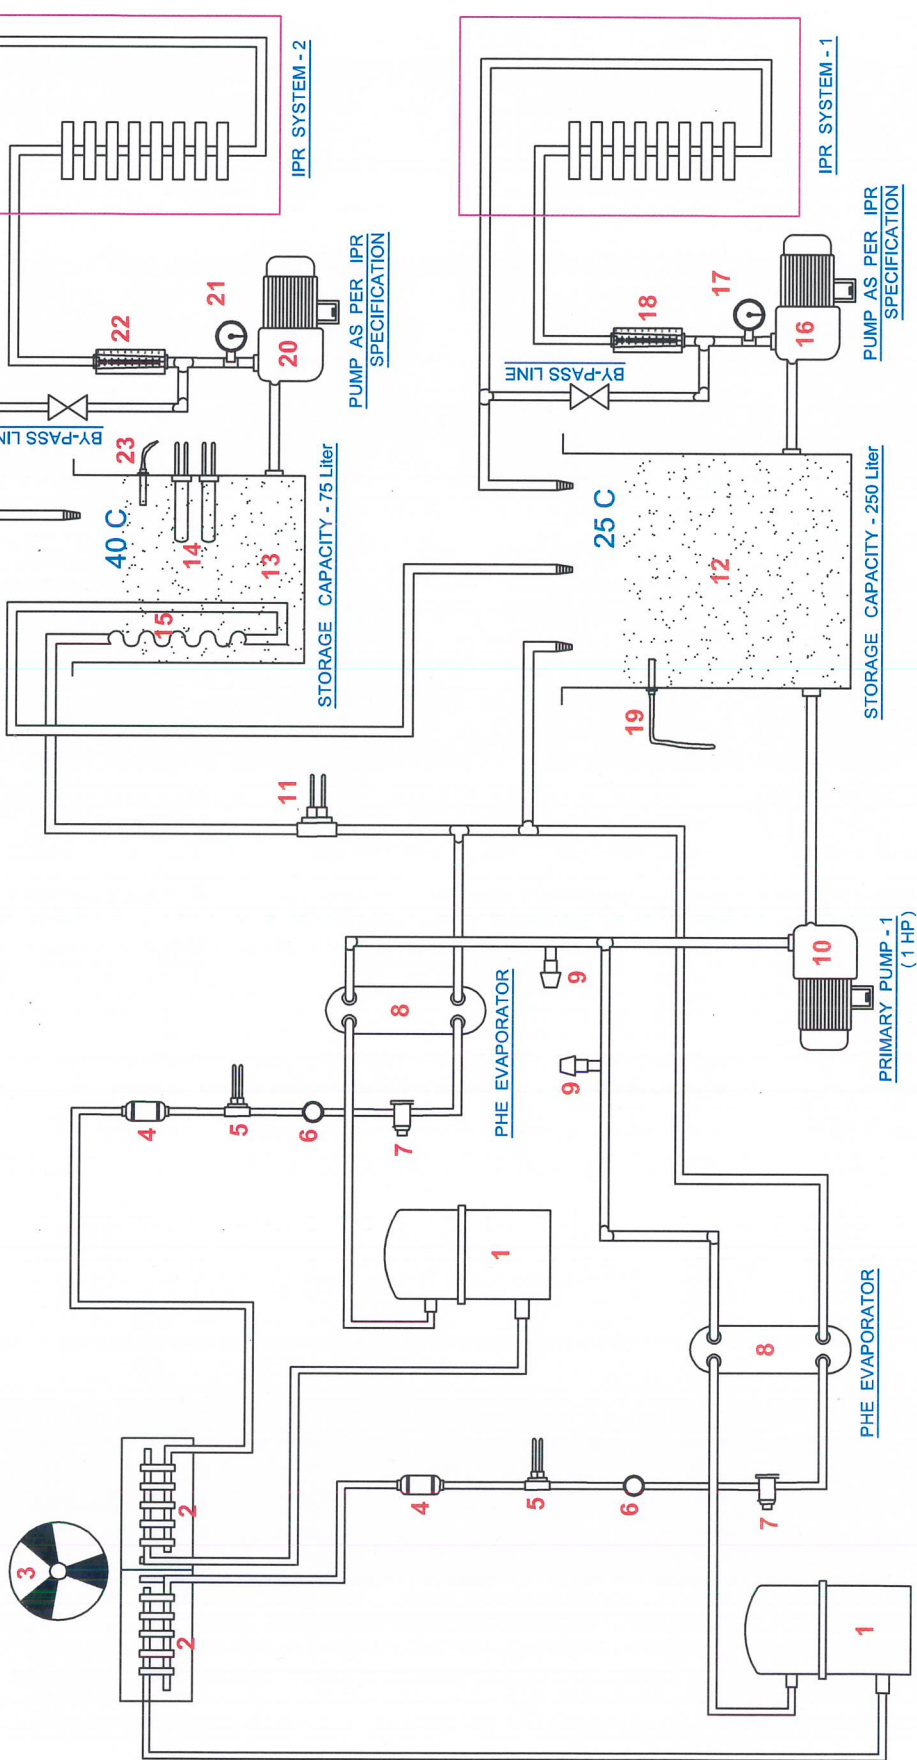 3
BY-PASS LIN
40 C
23
22
2
2
4
15
14
21
5
11
13
20
IPR SYSTEM - 2
6
STORAGE CAPACITY - 75 Liter
PUMP AS PER IPR
SPECIFICATION
7
8
4
1
PHE EVAPORATOR
BY-PASS LINE
5
9
9
25 C
6
19
18
12
17
7
8
16
IPR SYSTEM - 1
1
PHE EVAPORATOR
10
STORAGE CAPACITY - 250 Liter
PUMP AS PER IPR
SPECIFICATION
PRIMARY PUMP - 1
( 1 HP )